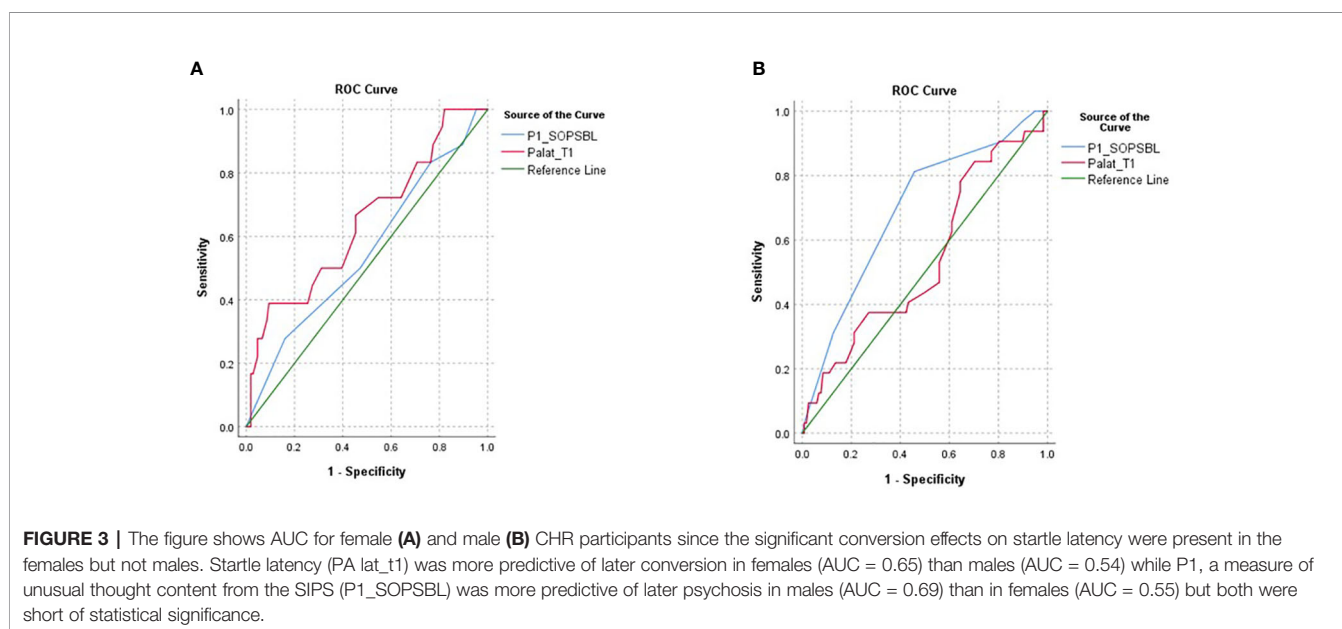 A
ROC Curve
Source of the Curve
P1_SOPSBL
Palat_T1
Reference Line
Sensitivity
1.0
0.8
0.6
0.4
0.2
0.0
0.0 0.2 0.4 0.6 0.8 1.0
1 - Specificity
B
ROC Curve
Source of the
Curve
P1_SOPSBL
Palat_T1
Reference Line
Sensitivity
1.0
0.8
0.6
0.4
0.2
0.0
0.0 0.2 0.4 0.6 0.8 1.0
1 - Specificity
FIGURE 3 | The figure shows AUC for female (A) and male (B) CHR participants since the significant conversion effects on startle latency were present in the
females but not males. Startle latency (PA lat_t1) was more predictive of later conversion in females (AUC = 0.65) than males (AUC = 0.54) while P1, a measure of
unusual thought content from the SIPS (P1_SOPSBL) was more predictive of later psychosis in males (AUC = 0.69) than in females (AUC = 0.55) but both were
short of statistical significance.